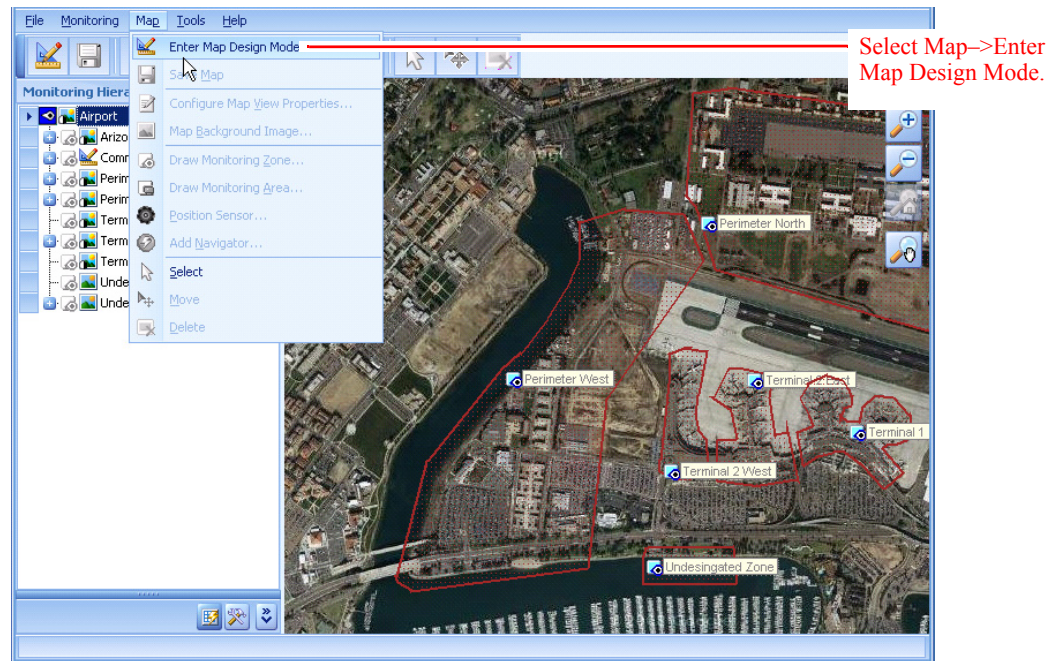 File Monitoring Map Tools Help
Enter Map Design Mode
Select Map–>Enter
Map Design Mode.
Save Map
Configure Map View Properties...
Map Background Image...
Draw Monitoring Zone...
Draw Monitoring Area...
Position Sensor...
Add Navigator...
Select
Move
Delete
Monitoring Hiera
Airport
Arizo
Comm
Perim
Perim
Term
Term
Term
Unde
Unde
Perimeter North
Perimeter West
Terminal 2 East
Terminal 1
Terminal 2 West
Undesingated Zone